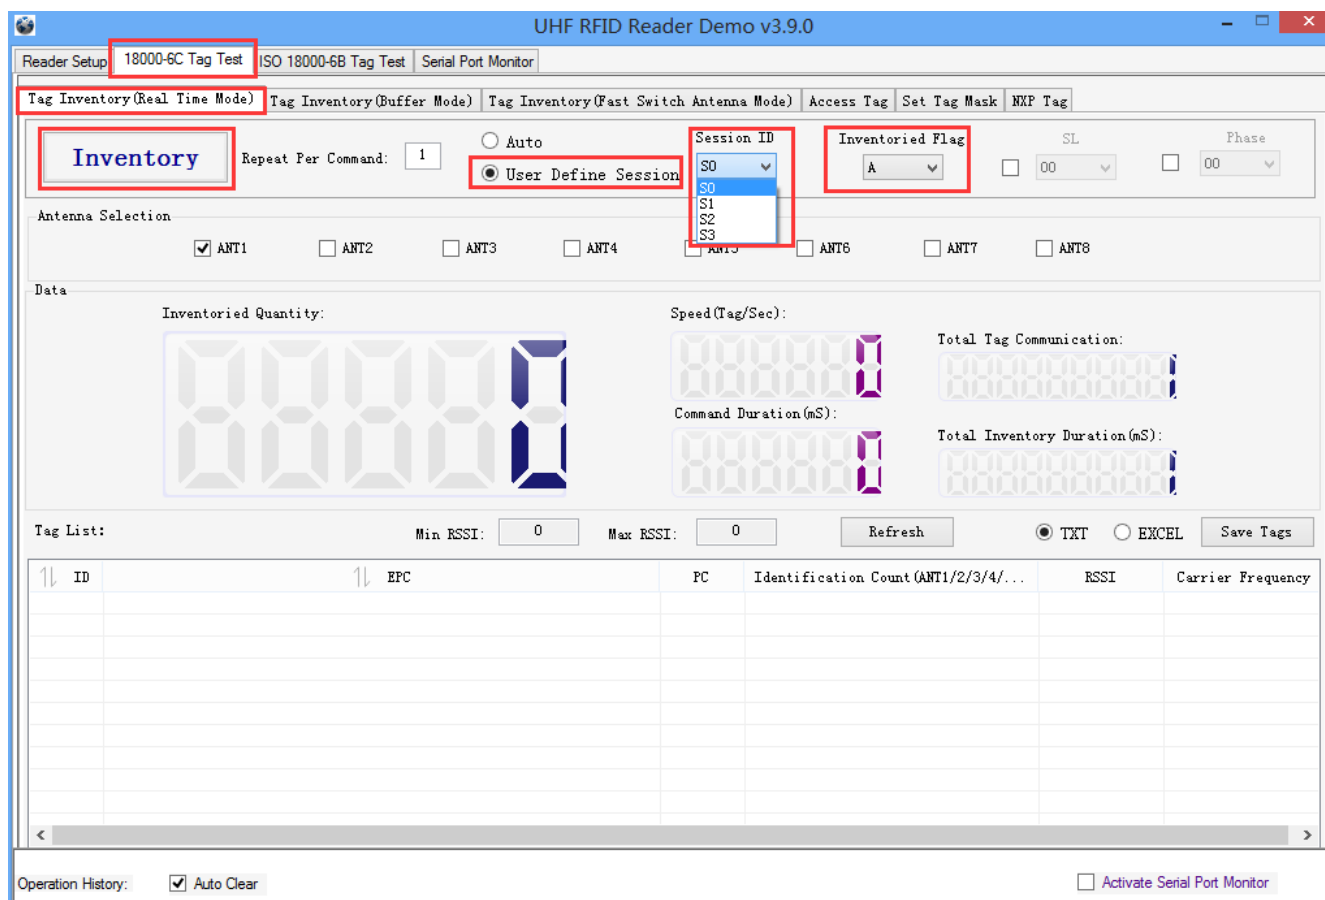 UHF RFID Reader Demo v3.9.0
Reader Setup 18000-6C Tag Test ISO 18000-6B Tag Test Serial Port Monitor
Tag Inventory(Real Time Mode) Tag Inventory(Buffer Mode) Tag Inventory(Fast Switch Antenna Mode) Access Tag Set Tag Mask NXP Tag
Inventory Repeat Per Command: 1
Auto
User Define Session
Session ID
S0
S0
S1
S2
S3
Inventoried Flag
A
SL
00
Phase
00
Antenna Selection
ANT1 ANT2 ANT3 ANT4 ANT5 ANT6 ANT7 ANT8
Data
Inventoried Quantity:
0
Speed(Tag/Sec):
0
Command Duration(mS):
0
Total Tag Communication:
Total Inventory Duration(mS):
Tag List: Min RSSI: 0 Max RSSI: 0 Refresh TXT EXCEL Save Tags
ID EPC PC Identification Count(ANT1/2/3/4/... RSSI Carrier Frequency
Operation History: Auto Clear Activate Serial Port Monitor